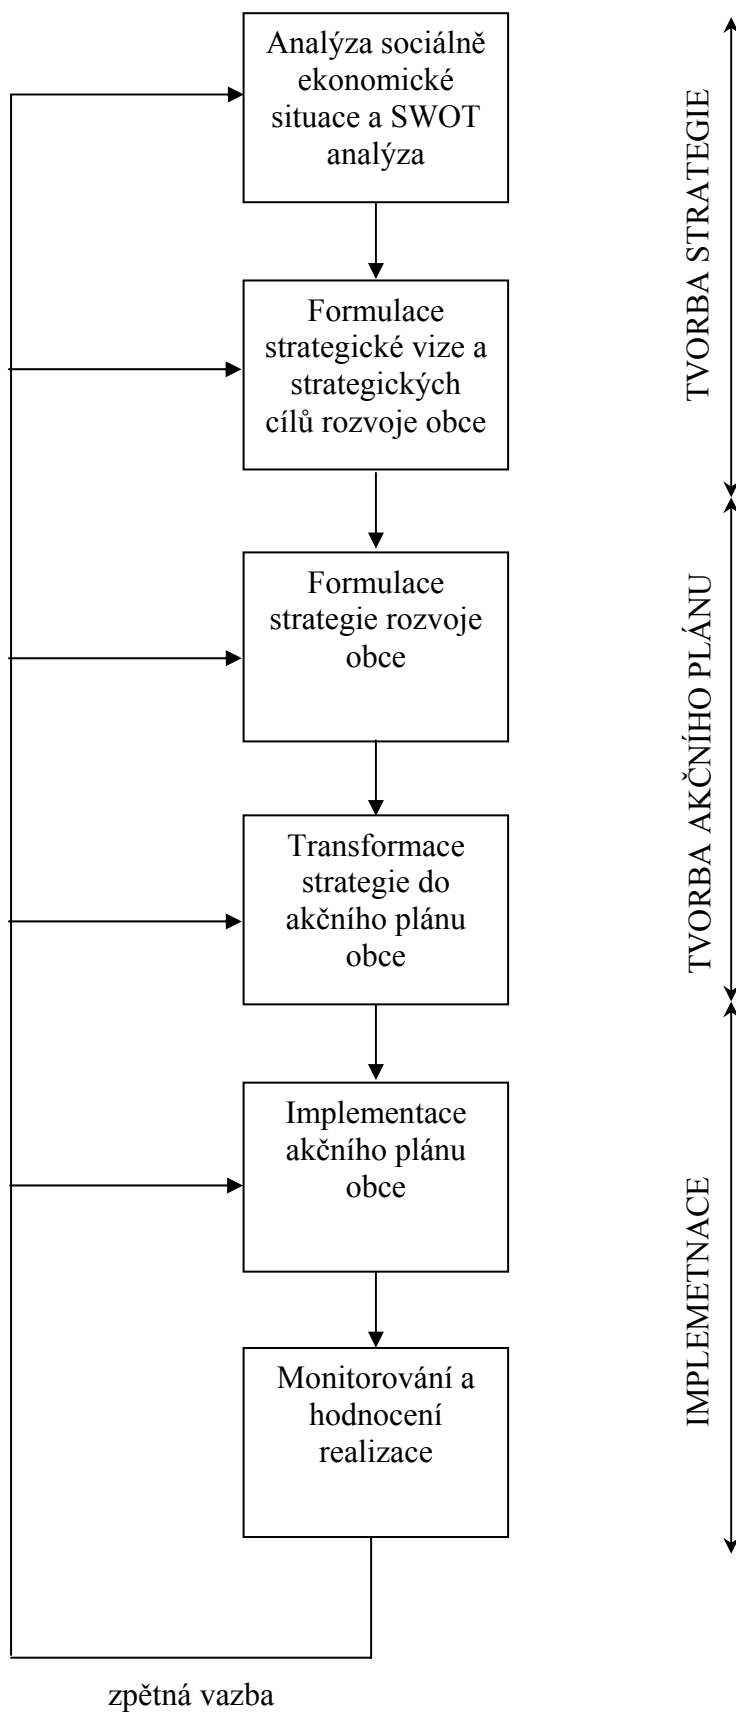 Analýza sociálně
ekonomické
situace a SWOT
analýza
TVORBA STRATEGIE
Formulace
strategické vize a
strategických
cílů rozvoje obce
Formulace
strategie rozvoje
obce
TVORBA AKČNÍHO PLÁNU
Transformace
strategie do
akčního plánu
obce
Implementace
akčního plánu
obce
IMPLEMETNACE
Monitorování a
hodnocení
realizace
zpětná vazba